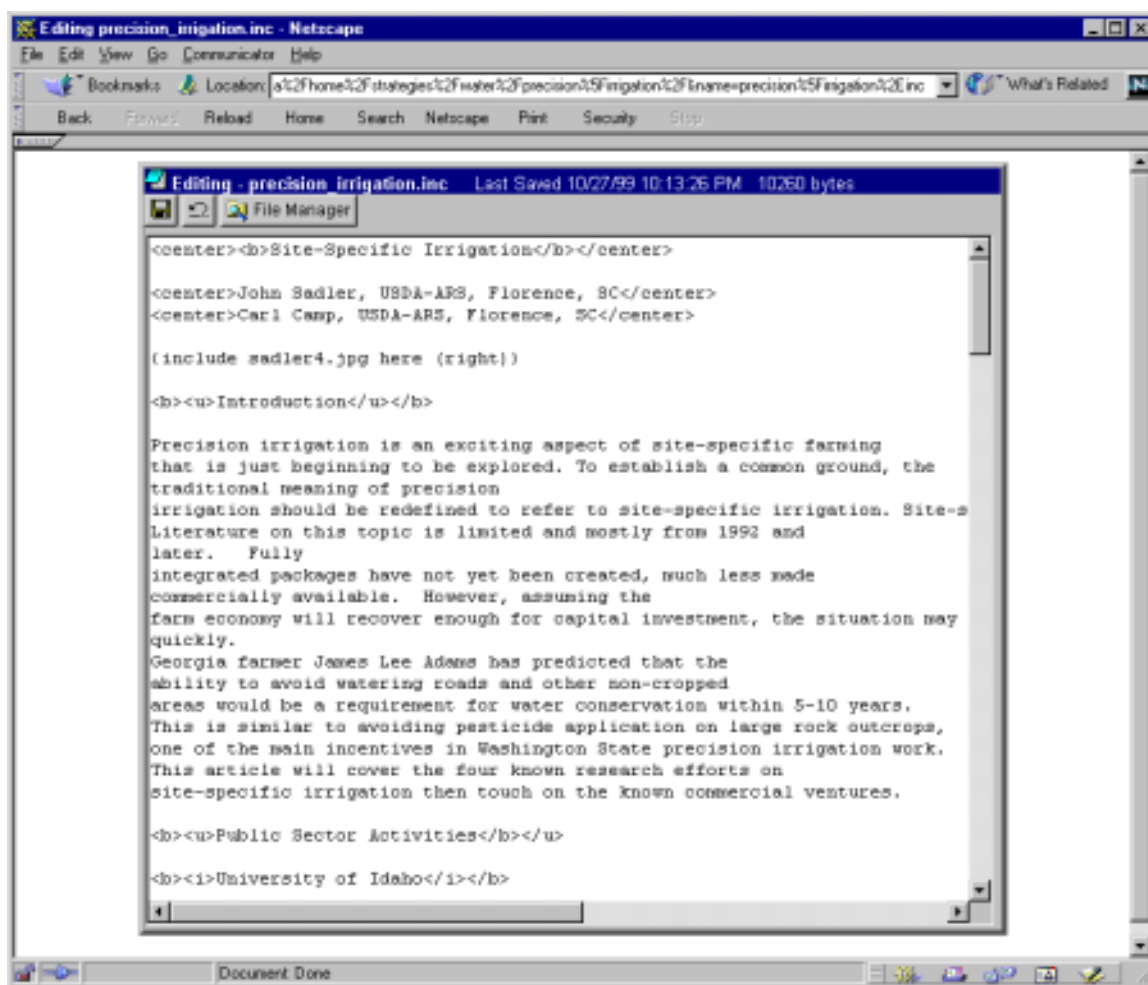 Editing precision_irrigation.inc - Netscape
File Edit View Go Communicator Help
Bookmarks Location: a%2Fhome%2Fstrategies%2Fwater%2Fprecision%5Firrigation%2F&name=precision%5Firrigation%2Einc What's Related N
Back Forward Reload Home Search Netscape Print Security Stop
Editing - precision_irrigation.inc Last Saved 10/27/99 10:13:26 PM 10260 bytes
File Manager
<center><b>Site-Specific Irrigation</b></center>
<center>John Sadler, USDA-ARS, Florence, SC</center>
<center>Carl Camp, USDA-ARS, Florence, SC</center>
(include sadler4.jpg here (right))
<b><u>Introduction</u></b>
Precision irrigation is an exciting aspect of site-specific farming
that is just beginning to be explored. To establish a common ground, the
traditional meaning of precision
irrigation should be redefined to refer to site-specific irrigation. Site-s
Literature on this topic is limited and mostly from 1992 and
later. Fully
integrated packages have not yet been created, much less made
commercially available. However, assuming the
farm economy will recover enough for capital investment, the situation may
quickly.
Georgia farmer James Lee Adams has predicted that the
ability to avoid watering roads and other non-cropped
areas would be a requirement for water conservation within 5-10 years.
This is similar to avoiding pesticide application on large rock outcrops,
one of the main incentives in Washington State precision irrigation work.
This article will cover the four known research efforts on
site-specific irrigation then touch on the known commercial ventures.
<b><u>Public Sector Activities</b></u>
<b><i>University of Idaho</i></b>
Document: Done